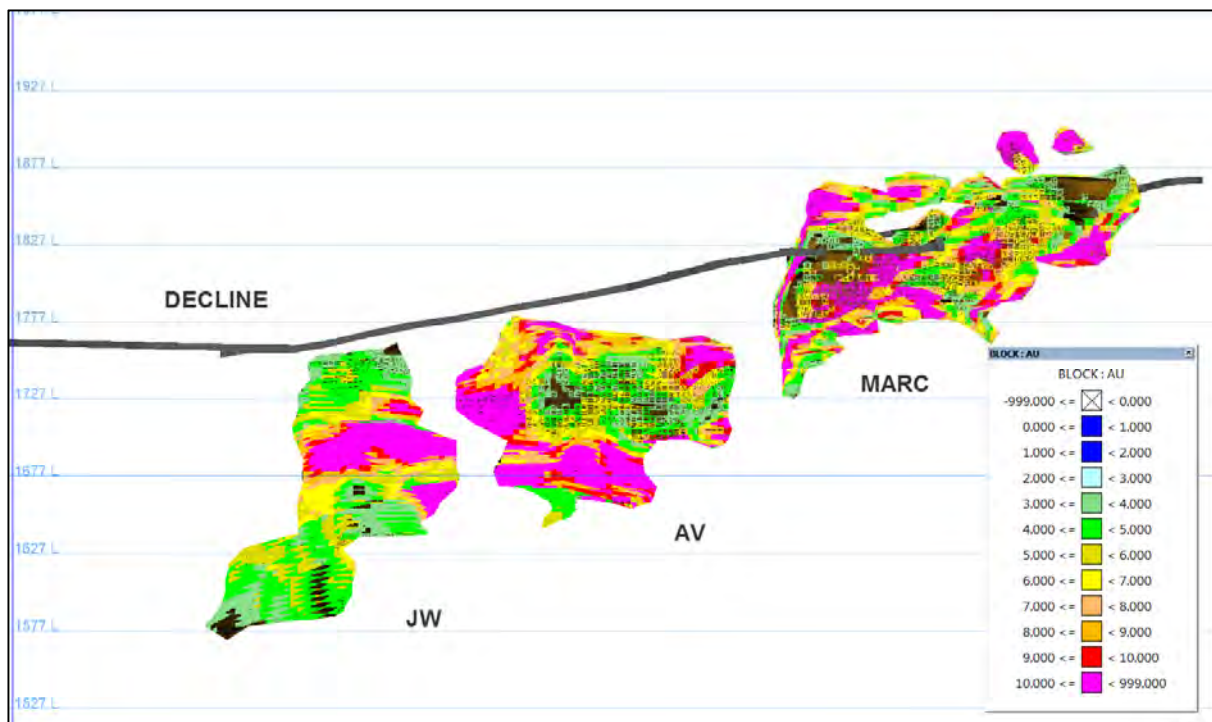 1927 L
1877 L
1827 L
DECLINE
1777 L
MARC
1727 L
1677 L
AV
1627 L
JW
1577 L
1527 L
BLOCK : AU
BLOCK : AU
-999.000 <= < 0.000
0.000 <= < 1.000
1.000 <= < 2.000
2.000 <= < 3.000
3.000 <= < 4.000
4.000 <= < 5.000
5.000 <= < 6.000
6.000 <= < 7.000
7.000 <= < 8.000
8.000 <= < 9.000
9.000 <= < 10.000
10.000 <= < 999.000